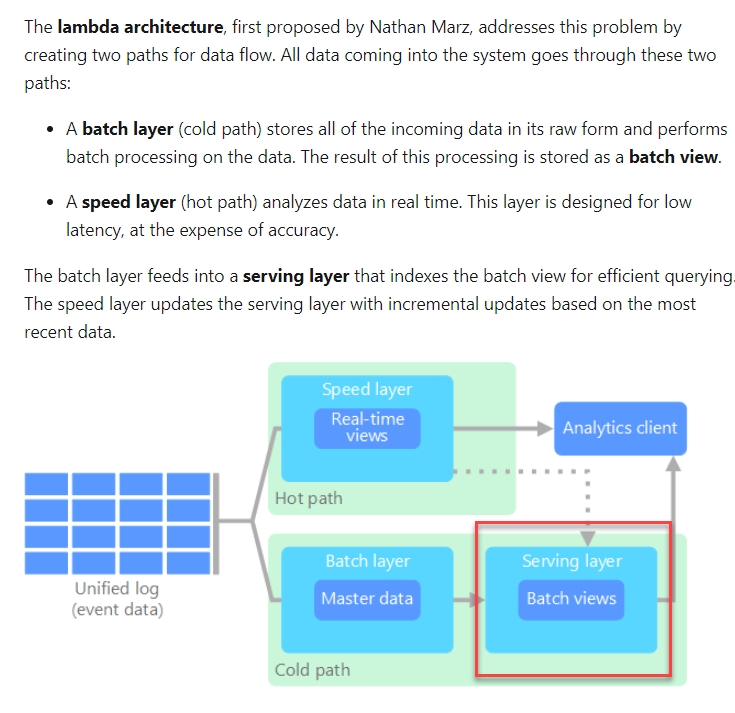 The lambda architecture, first proposed by Nathan Marz, addresses this problem by
creating two paths for data flow. All data coming into the system goes through these two
paths:
• A batch layer (cold path) stores all of the incoming data in its raw form and performs
batch processing on the data. The result of this processing is stored as a batch view.
• A speed layer (hot path) analyzes data in real time. This layer is designed for low
latency, at the expense of accuracy.
The batch layer feeds into a serving layer that indexes the batch view for efficient querying.
The speed layer updates the serving layer with incremental updates based on the most
recent data.
Speed layer
Real-time
views
Analytics client
Hot path
Unified log
(event data)
Batch layer
Master data
Serving layer
Batch views
Cold path